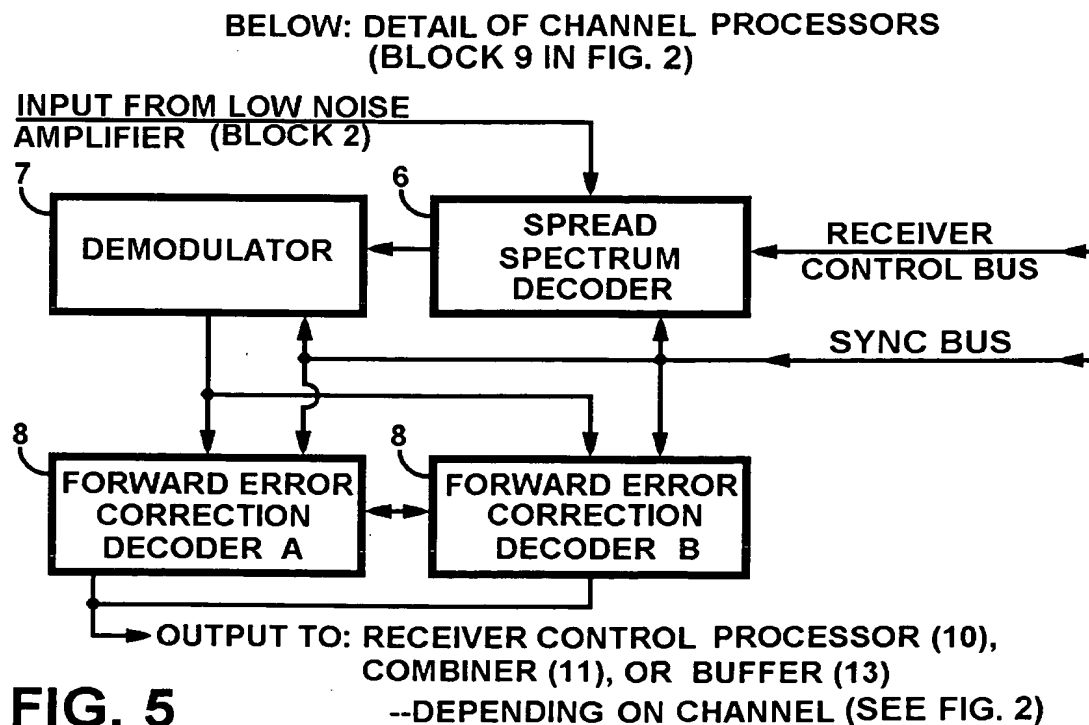 BELOW: DETAIL OF CHANNEL PROCESSORS
(BLOCK 9 IN FIG. 2)
INPUT FROM LOW NOISE
AMPLIFIER (BLOCK 2)
7
DEMODULATOR
6
SPREAD
SPECTRUM
DECODER
RECEIVER
CONTROL BUS
SYNC BUS
8
FORWARD ERROR
CORRECTION
DECODER A
8
FORWARD ERROR
CORRECTION
DECODER B
OUTPUT TO: RECEIVER CONTROL PROCESSOR (10),
COMBINER (11), OR BUFFER (13)
--DEPENDING ON CHANNEL (SEE FIG. 2)
FIG. 5